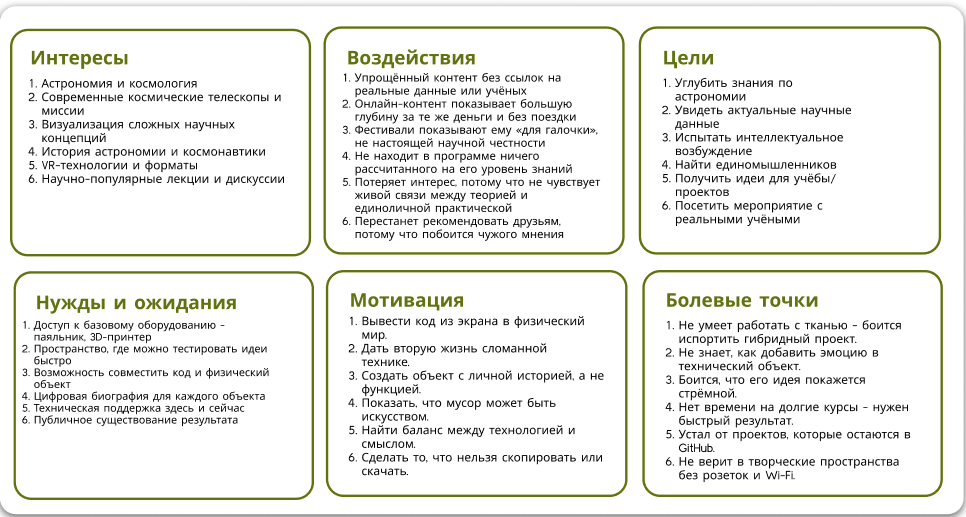 Интересы
1. Астрономия и космология
2. Современные космические телескопы и
миссии
3. Визуализация сложных научных
концепций
4. История астрономии и космонавтики
5. VR-технологии и форматы
6. Научно-популярные лекции и дискуссии
Воздействия
1. Упрощённый контент без ссылок на
реальные данные или учёных
2. Онлайн-контент показывает большую
глубину за те же деньги и без поездки
3. Фестивали показывают ему «для галочки»,
не настоящей научной честности
4. Не находит в программе ничего
рассчитанного на его уровень знаний
5. Потеряет интерес, потому что не чувствует
живой связи между теорией и
единоличной практической
6. Перестанет рекомендовать друзьям,
потому что побоится чужого мнения
Цели
1. Углубить знания по
астрономии
2. Увидеть актуальные научные
данные
3. Испытать интеллектуальное
возбуждение
4. Найти единомышленников
5. Получить идеи для учёбы/
проектов
6. Посетить мероприятие с
реальными учёными
Нужды и ожидания
1. Доступ к базовому оборудованию -
паяльник, 3D-принтер
2. Пространство, где можно тестировать идеи
быстро
3. Возможность совместить код и физический
объект
4. Цифровая биография для каждого объекта
5. Техническая поддержка здесь и сейчас
6. Публичное существование результата
Мотивация
1. Вывести код из экрана в физический
мир.
2. Дать вторую жизнь сломанной
технике.
3. Создать объект с личной историей, а не
функцией.
4. Показать, что мусор может быть
искусством.
5. Найти баланс между технологией и
смыслом.
6. Сделать то, что нельзя скопировать или
скачать.
Болевые точки
1. Не умеет работать с тканью - боится
испортить гибридный проект.
2. Не знает, как добавить эмоцию в
технический объект.
3. Боится, что его идея покажется
стрёмной.
4. Нет времени на долгие курсы - нужен
быстрый результат.
5. Устал от проектов, которые остаются в
GitHub.
6. Не верит в творческие пространства
без розеток и Wi-Fi.